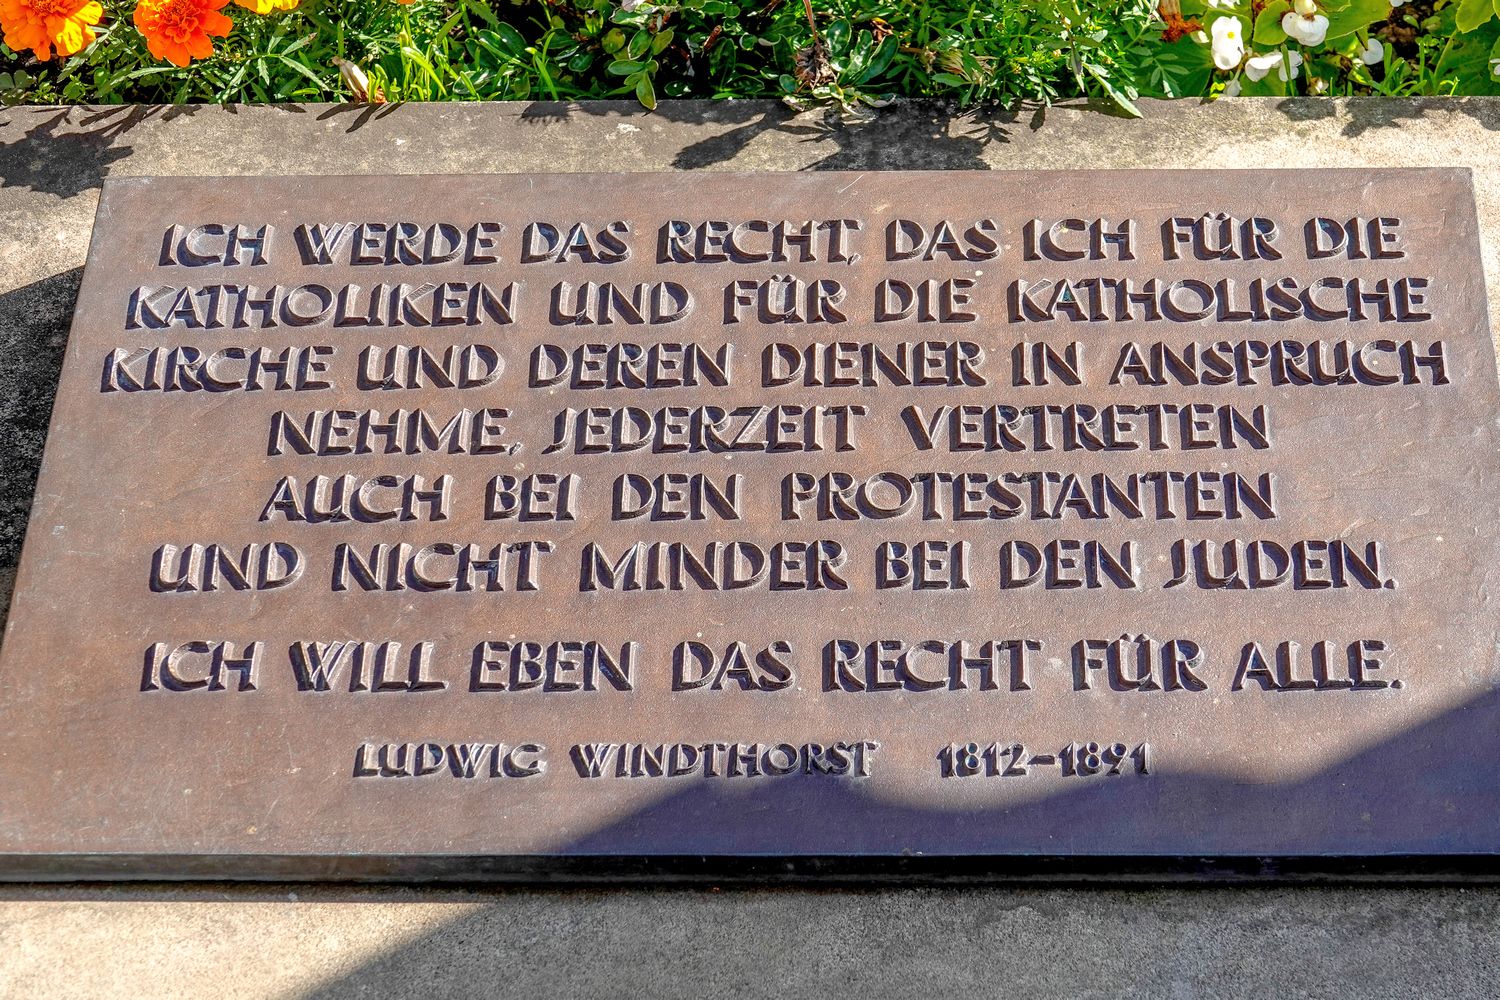 ICH WERDE DAS RECHT, DAS ICH FÜR DIE
KATHOLIKEN UND FÜR DIE KATHOLISCHE
KIRCHE UND DEREN DIENER IN ANSPRUCH
NEHME, JEDERZEIT VERTRETEN
AUCH BEI DEN PROTESTANTEN
UND NICHT MINDER BEI DEN JUDEN.
ICH WILL EBEN DAS RECHT FÜR ALLE.
LUDWIG WINDTHORST 1812-1891